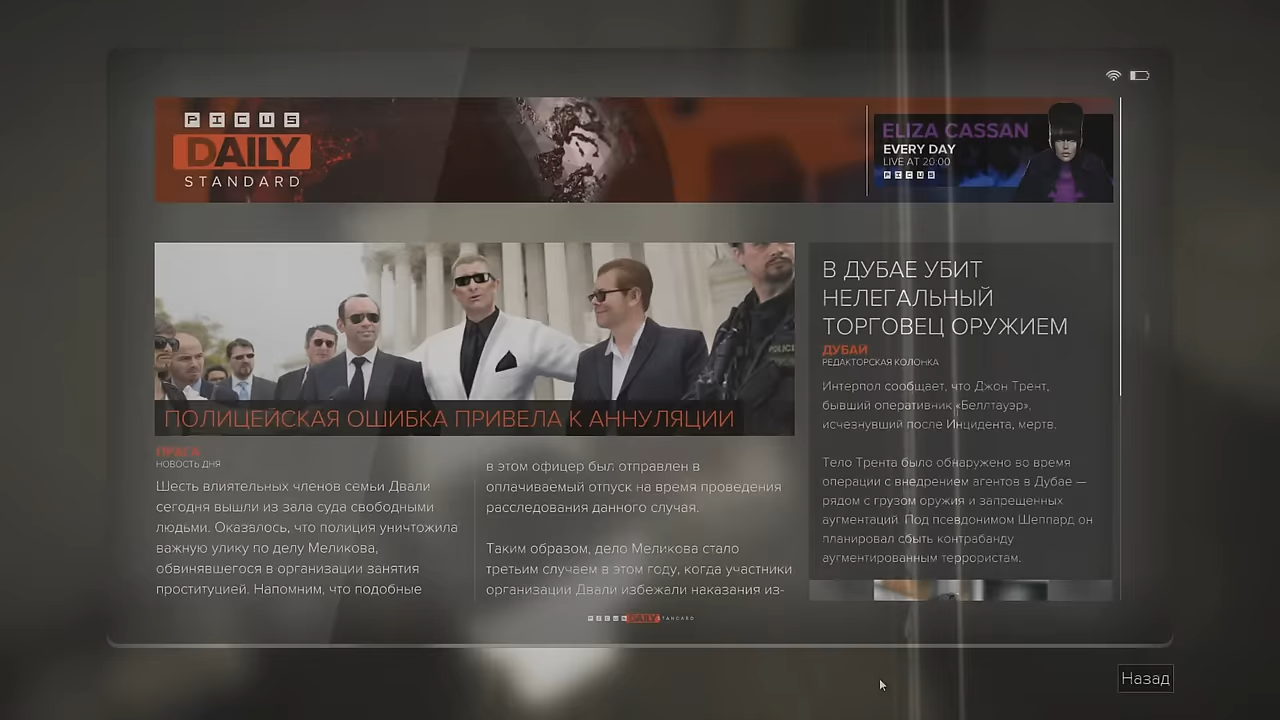 PICUS
DAILY
STANDARD
ELIZA CASSAN
EVERY DAY
LIVE AT 20:00
PICUS
ПОЛИЦЕЙСКАЯ ОШИБКА ПРИВЕЛА К АННУЛЯЦИИ
ПРАГА
НОВОСТЬ ДНЯ
Шесть влиятельных членов семьи Двали
сегодня вышли из зала суда свободными
людьми. Оказалось, что полиция уничтожила
важную улику по делу Меликова,
обвинявшегося в организации занятия
проституцией. Напомним, что подобные
в этом офицер был отправлен в
оплачиваемый отпуск на время проведения
расследования данного случая.
Таким образом, дело Меликова стало
третьим случаем в этом году, когда участники
организации Двали избежали наказания из-
В ДУБАЕ УБИТ
НЕЛЕГАЛЬНЫЙ
ТОРГОВЕЦ ОРУЖИЕМ
ДУБАЙ
РЕДАКТОРСКАЯ КОЛОНКА
Интерпол сообщает, что Джон Трент,
бывший оперативник «Беллтауэр»,
исчезнувший после Инцидента, мертв.
Тело Трента было обнаружено во время
операции с внедрением агентов в Дубае —
рядом с грузом оружия и запрещенных
аугментаций. Под псевдонимом Шеппард он
планировал сбыть контрабанду
аугментированным террористам.
POLICE
PICUS DAILY STANDARD
Назад